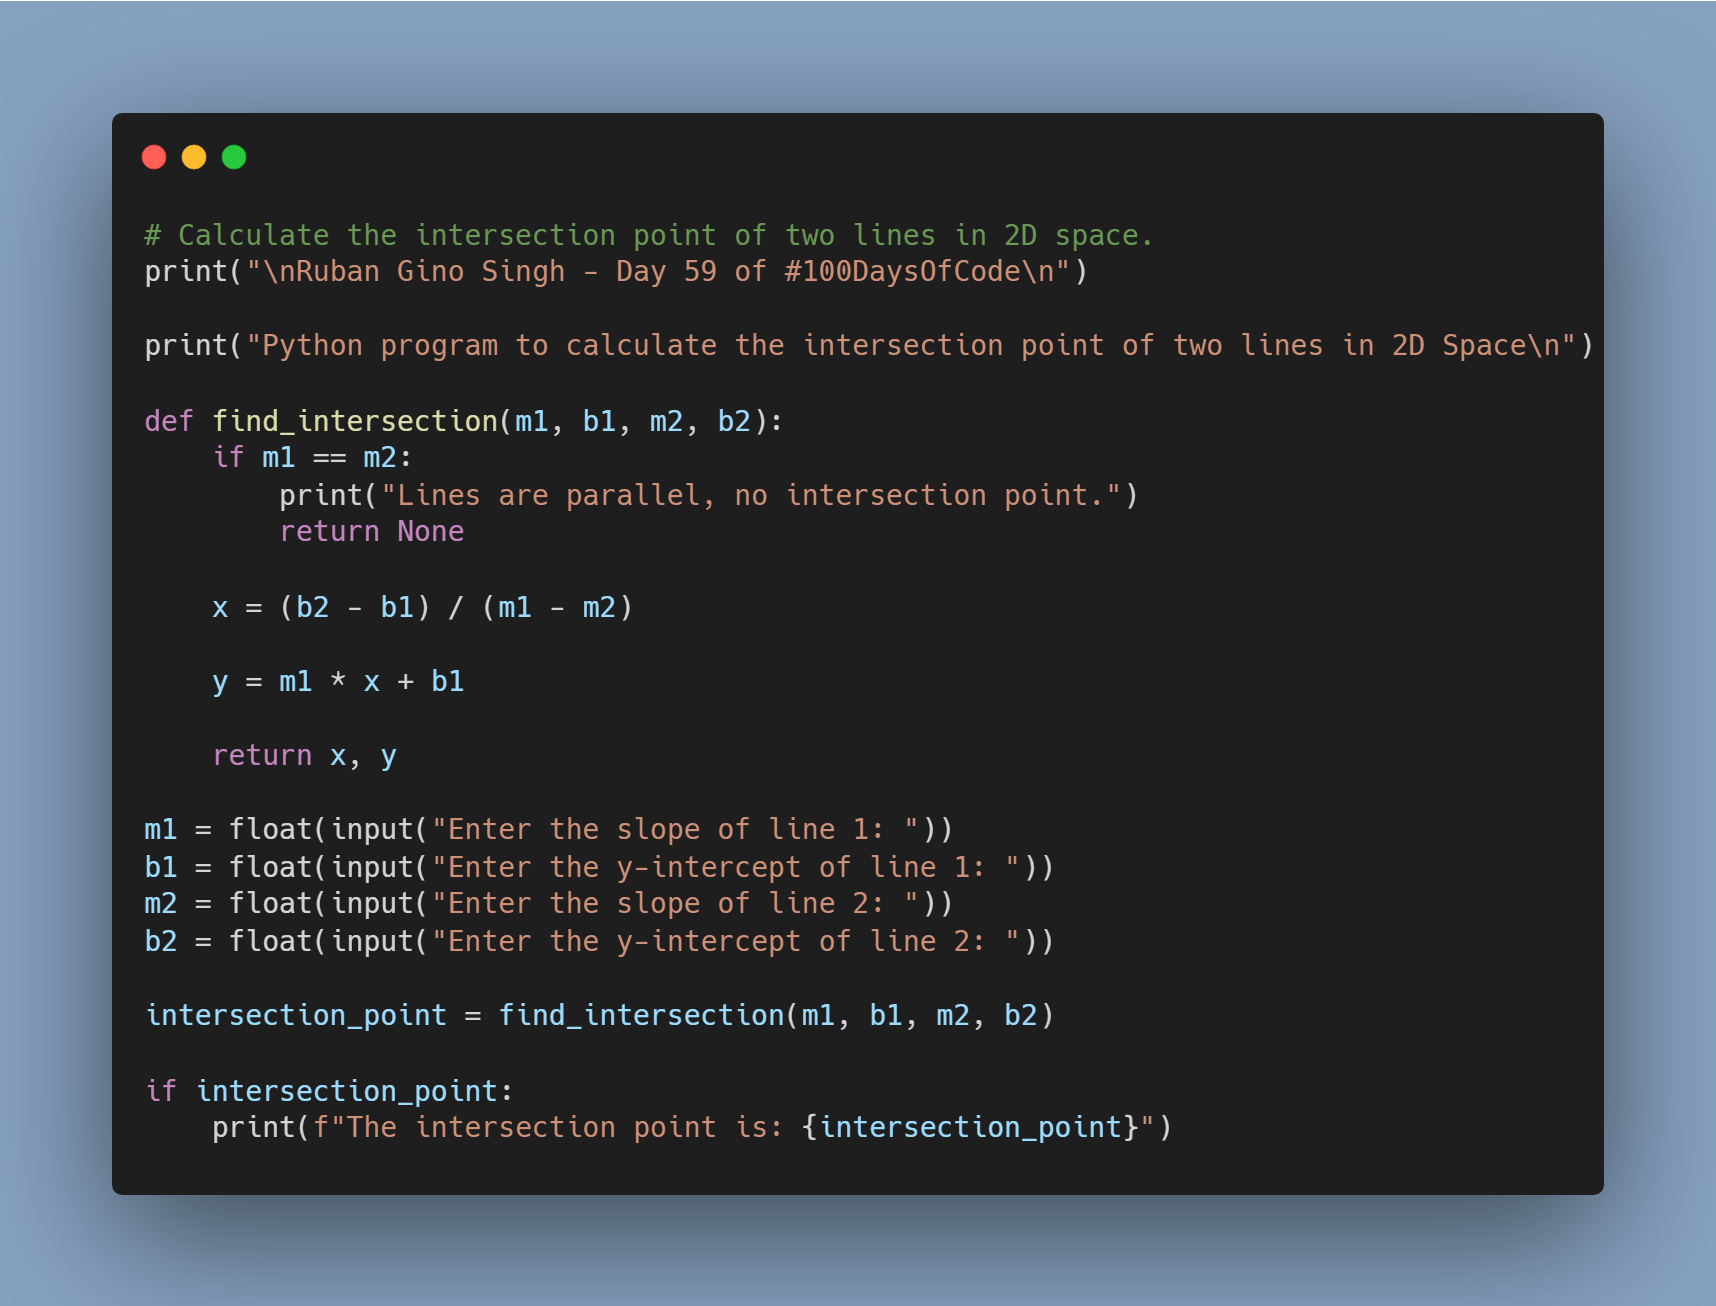 # Calculate the intersection point of two lines in 2D space.
print("\nRuban Gino Singh - Day 59 of #100DaysOfCode\n")
print("Python program to calculate the intersection point of two lines in 2D Space\n")
def find_intersection(m1, b1, m2, b2):
    if m1 == m2:
        print("Lines are parallel, no intersection point.")
        return None
    x = (b2 - b1) / (m1 - m2)
    y = m1 * x + b1
    return x, y
m1 = float(input("Enter the slope of line 1: "))
b1 = float(input("Enter the y-intercept of line 1: "))
m2 = float(input("Enter the slope of line 2: "))
b2 = float(input("Enter the y-intercept of line 2: "))
intersection_point = find_intersection(m1, b1, m2, b2)
if intersection_point:
    print(f"The intersection point is: {intersection_point}")